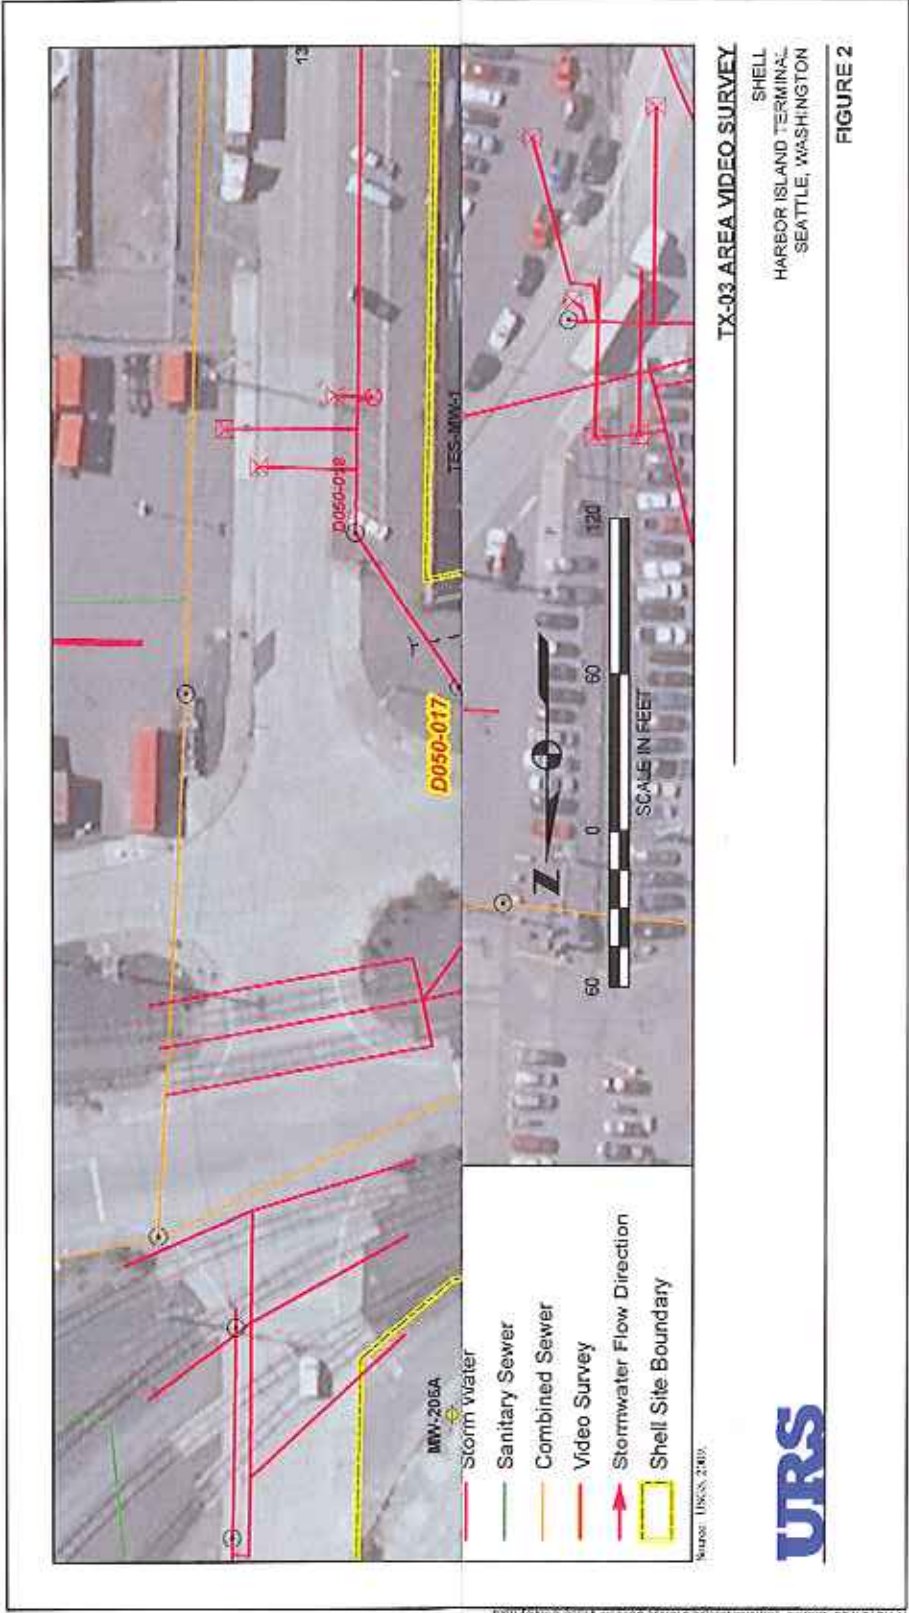 13
D050-018
TES-MW-1
D050-017
MW-206A
Z
60 0 60 120
SCALE IN FEET
Storm Water
Sanitary Sewer
Combined Sewer
Video Survey
Stormwater Flow Direction
Shell Site Boundary
Source: USGS, 2009.
URS
TX-03 AREA VIDEO SURVEY
SHELL
HARBOR ISLAND TERMINAL
SEATTLE, WASHINGTON
FIGURE 2